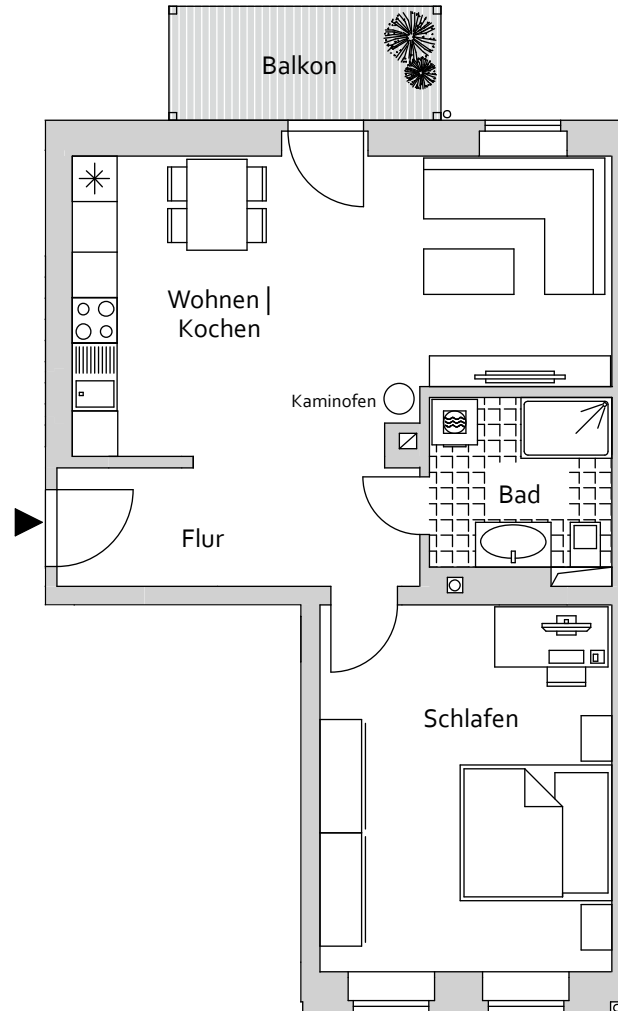 Balkon
Wohnen |
Kochen
Kaminofen
Bad
Flur
Schlafen